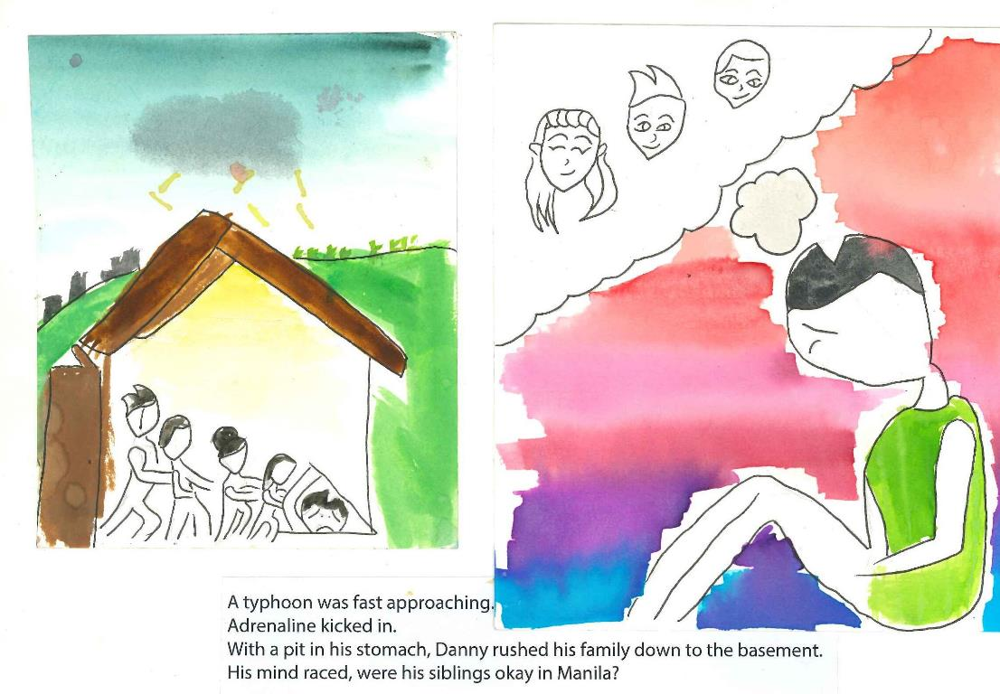 A typhoon was fast approaching.
Adrenaline kicked in.
With a pit in his stomach, Danny rushed his family down to the basement.
His mind raced, were his siblings okay in Manila?